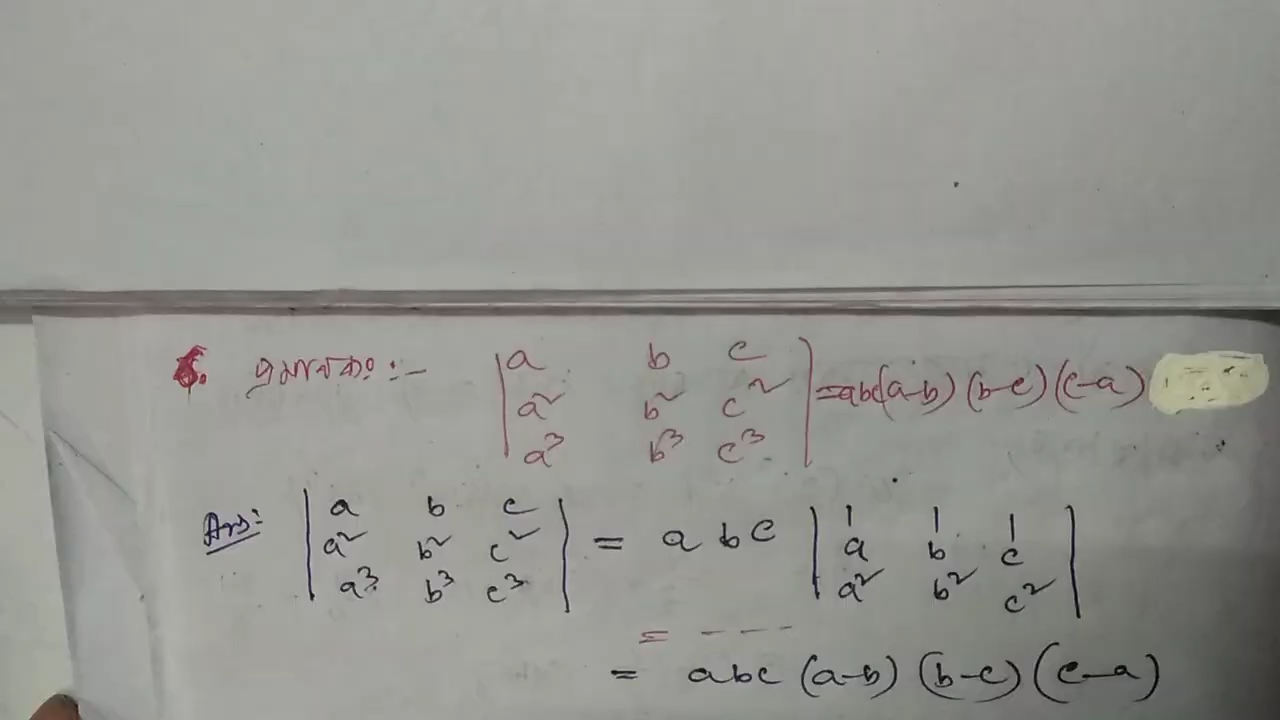 6. প্রমাণ কর :- | a b c | = abc(a-b) (b-c) (c-a)
| a² b² c² |
| a³ b³ c³ |
Ans: | a b c | = a b c | 1 1 1 |
| a² b² c² | | a b c |
| a³ b³ c³ | | a² b² c² |
= - - - -
= abc (a-b) (b-c) (c-a)